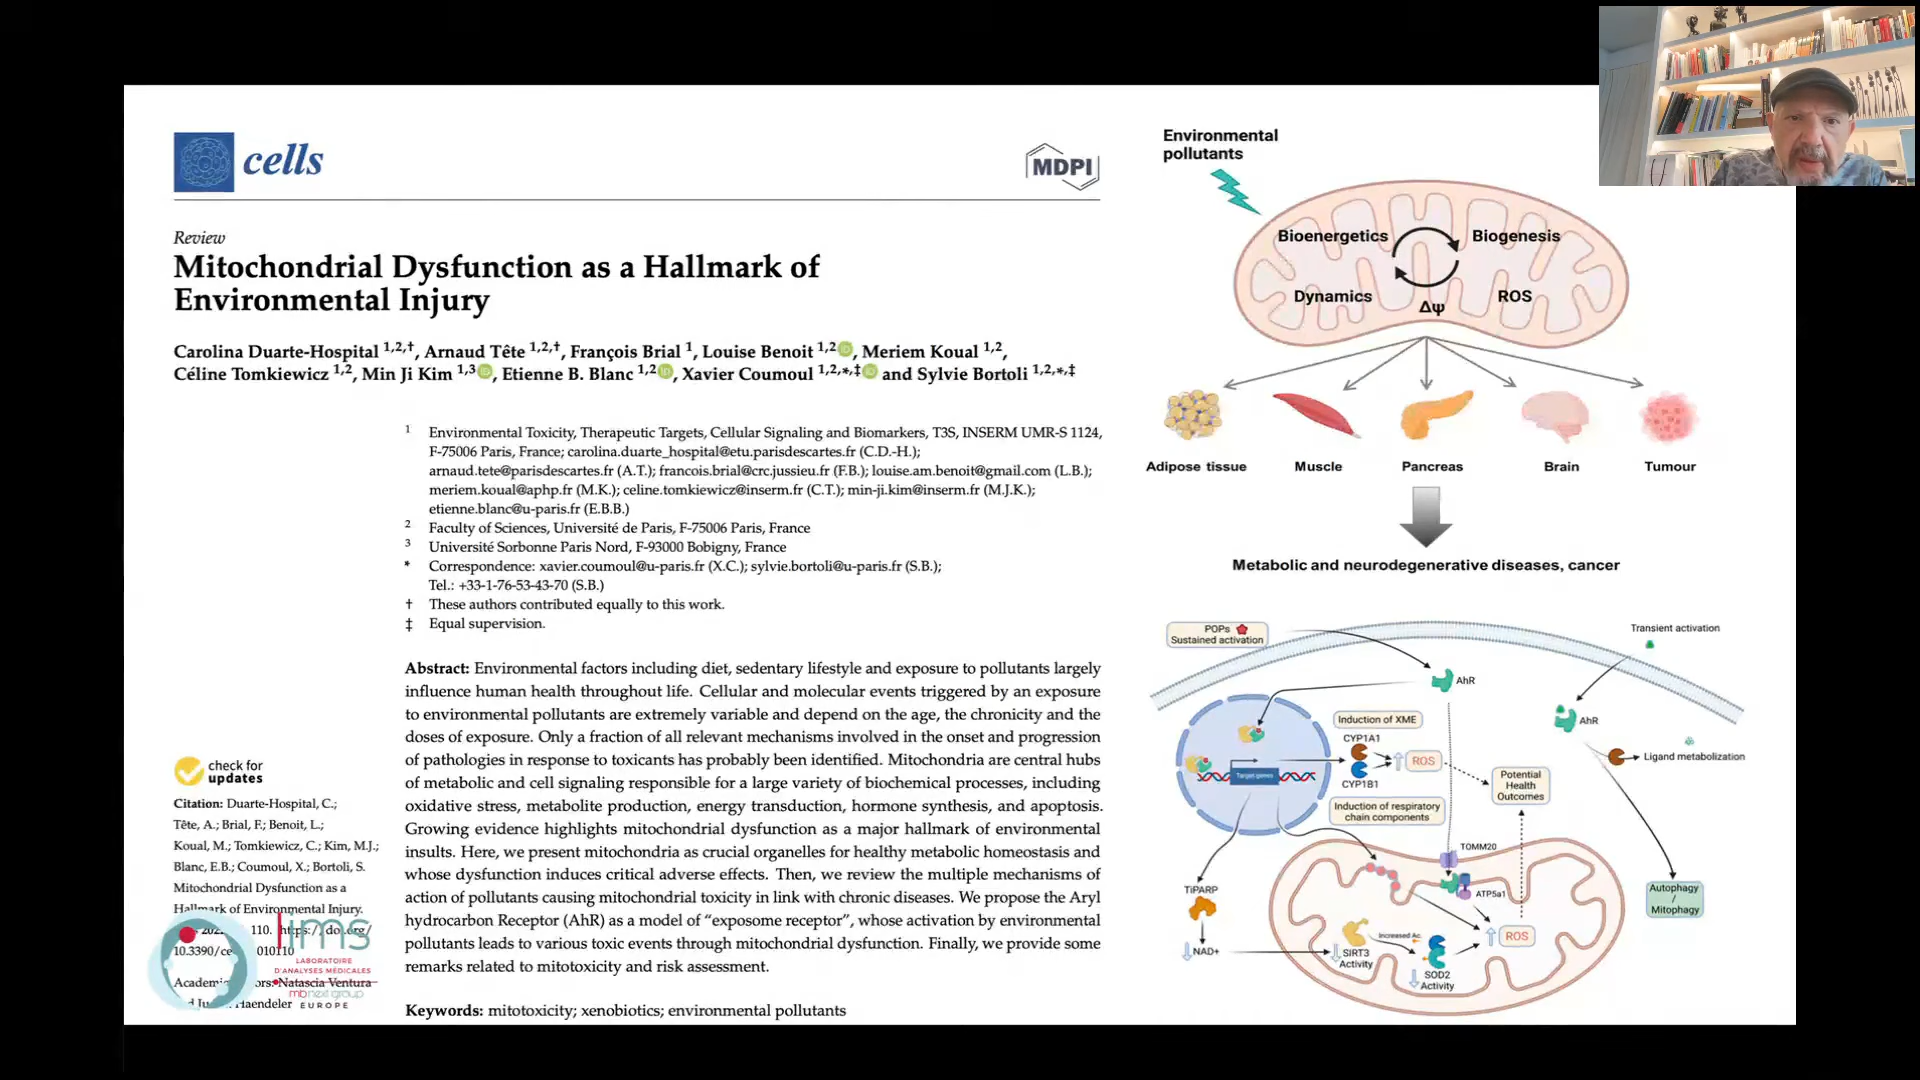 cells
MDPI
Review
Mitochondrial Dysfunction as a Hallmark of
Environmental Injury
Carolina Duarte-Hospital 1,2,†, Arnaud Tête 1,2,†, François Brial 1, Louise Benoit 1,2, Meriem Koual 1,2,
Céline Tomkiewicz 1,2, Min Ji Kim 1,3, Etienne B. Blanc 1,2, Xavier Coumoul 1,2,*,‡ and Sylvie Bortoli 1,2,*,‡
1 Environmental Toxicity, Therapeutic Targets, Cellular Signaling and Biomarkers, T3S, INSERM UMR-S 1124,
F-75006 Paris, France; carolina.duarte_hospital@etu.parisdescartes.fr (C.D.-H.);
arnaud.tete@parisdescartes.fr (A.T.); francois.brial@crc.jussieu.fr (F.B.); louise.am.benoit@gmail.com (L.B.);
meriem.koual@aphp.fr (M.K.); celine.tomkiewicz@inserm.fr (C.T.); min-ji.kim@inserm.fr (M.J.K.);
etienne.blanc@u-paris.fr (E.B.B.)
2 Faculty of Sciences, Université de Paris, F-75006 Paris, France
3 Université Sorbonne Paris Nord, F-93000 Bobigny, France
* Correspondence: xavier.coumoul@u-paris.fr (X.C.); sylvie.bortoli@u-paris.fr (S.B.);
Tel.: +33-1-76-53-43-70 (S.B.)
† These authors contributed equally to this work.
‡ Equal supervision.
Abstract: Environmental factors including diet, sedentary lifestyle and exposure to pollutants largely
influence human health throughout life. Cellular and molecular events triggered by an exposure
to environmental pollutants are extremely variable and depend on the age, the chronicity and the
doses of exposure. Only a fraction of all relevant mechanisms involved in the onset and progression
of pathologies in response to toxicants has probably been identified. Mitochondria are central hubs
of metabolic and cell signaling responsible for a large variety of biochemical processes, including
oxidative stress, metabolite production, energy transduction, hormone synthesis, and apoptosis.
Growing evidence highlights mitochondrial dysfunction as a major hallmark of environmental
insults. Here, we present mitochondria as crucial organelles for healthy metabolic homeostasis and
whose dysfunction induces critical adverse effects. Then, we review the multiple mechanisms of
action of pollutants causing mitochondrial toxicity in link with chronic diseases. We propose the Aryl
hydrocarbon Receptor (AhR) as a model of “exposome receptor”, whose activation by environmental
pollutants leads to various toxic events through mitochondrial dysfunction. Finally, we provide some
remarks related to mitotoxicity and risk assessment.
Keywords: mitotoxicity; xenobiotics; environmental pollutants
check for
updates
Citation: Duarte-Hospital, C.;
Tête, A.; Brial, F.; Benoit, L.;
Koual, M.; Tomkiewicz, C.; Kim, M.J.;
Blanc, E.B.; Coumoul, X.; Bortoli, S.
Mitochondrial Dysfunction as a
Hallmark of Environmental Injury.
110. https://doi.org/
10.3390/ce 010110
Natascia Ventura
Haendeler
lims
LABORATOIRE
D'ANALYSES MÉDICALES
mbnext group
EUROPE
Environmental
pollutants
Bioenergetics
Biogenesis
Dynamics
Δψ
ROS
Adipose tissue
Muscle
Pancreas
Brain
Tumour
Metabolic and neurodegenerative diseases, cancer
POPs
Sustained activation
Transient activation
AhR
AhR
Induction of XME
CYP1A1
ROS
CYP1B1
Target genes
Ligand metabolization
Potential
Health
Outcomes
Induction of respiratory
chain components
TOMM20
ATP5a1
TiPARP
NAD+
SIRT3
Activity
Increased Ac.
SOD2
Activity
ROS
Autophagy
/
Mitophagy